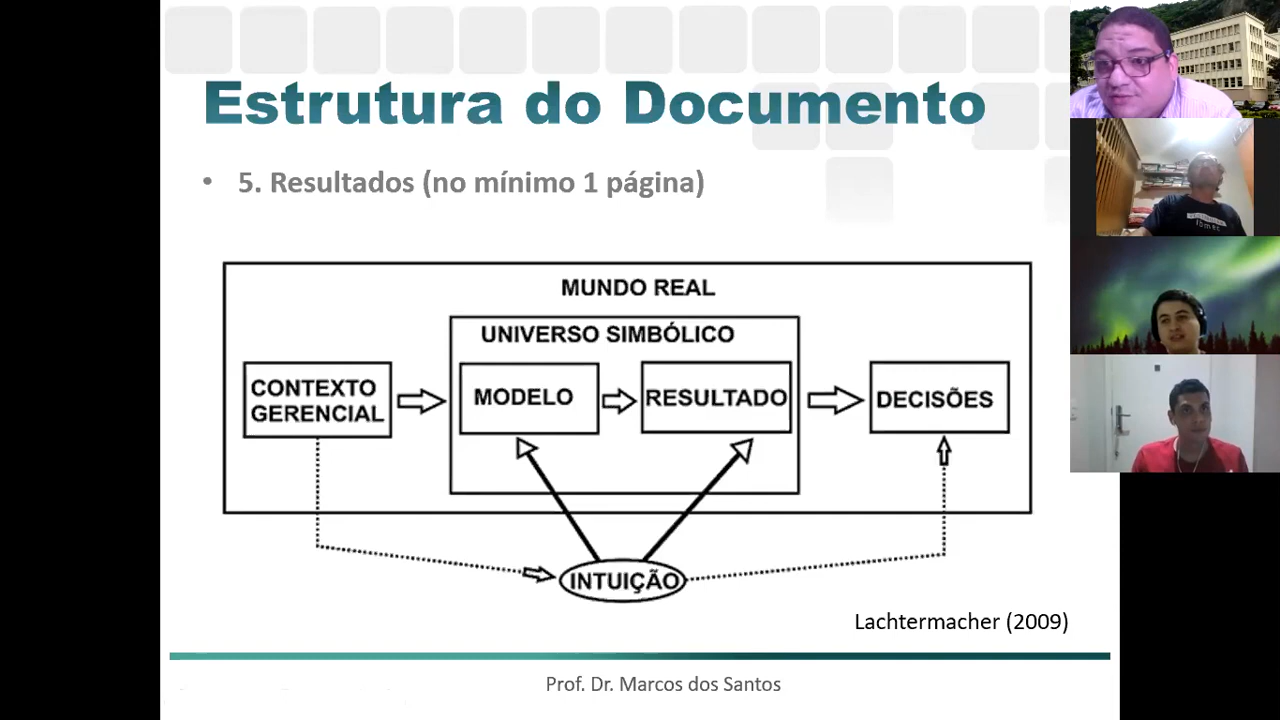 Estrutura do Documento
• 5. Resultados (no mínimo 1 página)
MUNDO REAL
UNIVERSO SIMBÓLICO
CONTEXTO
GERENCIAL
MODELO
RESULTADO
DECISÕES
INTUIÇÃO
Lachtermacher (2009)
Prof. Dr. Marcos dos Santos